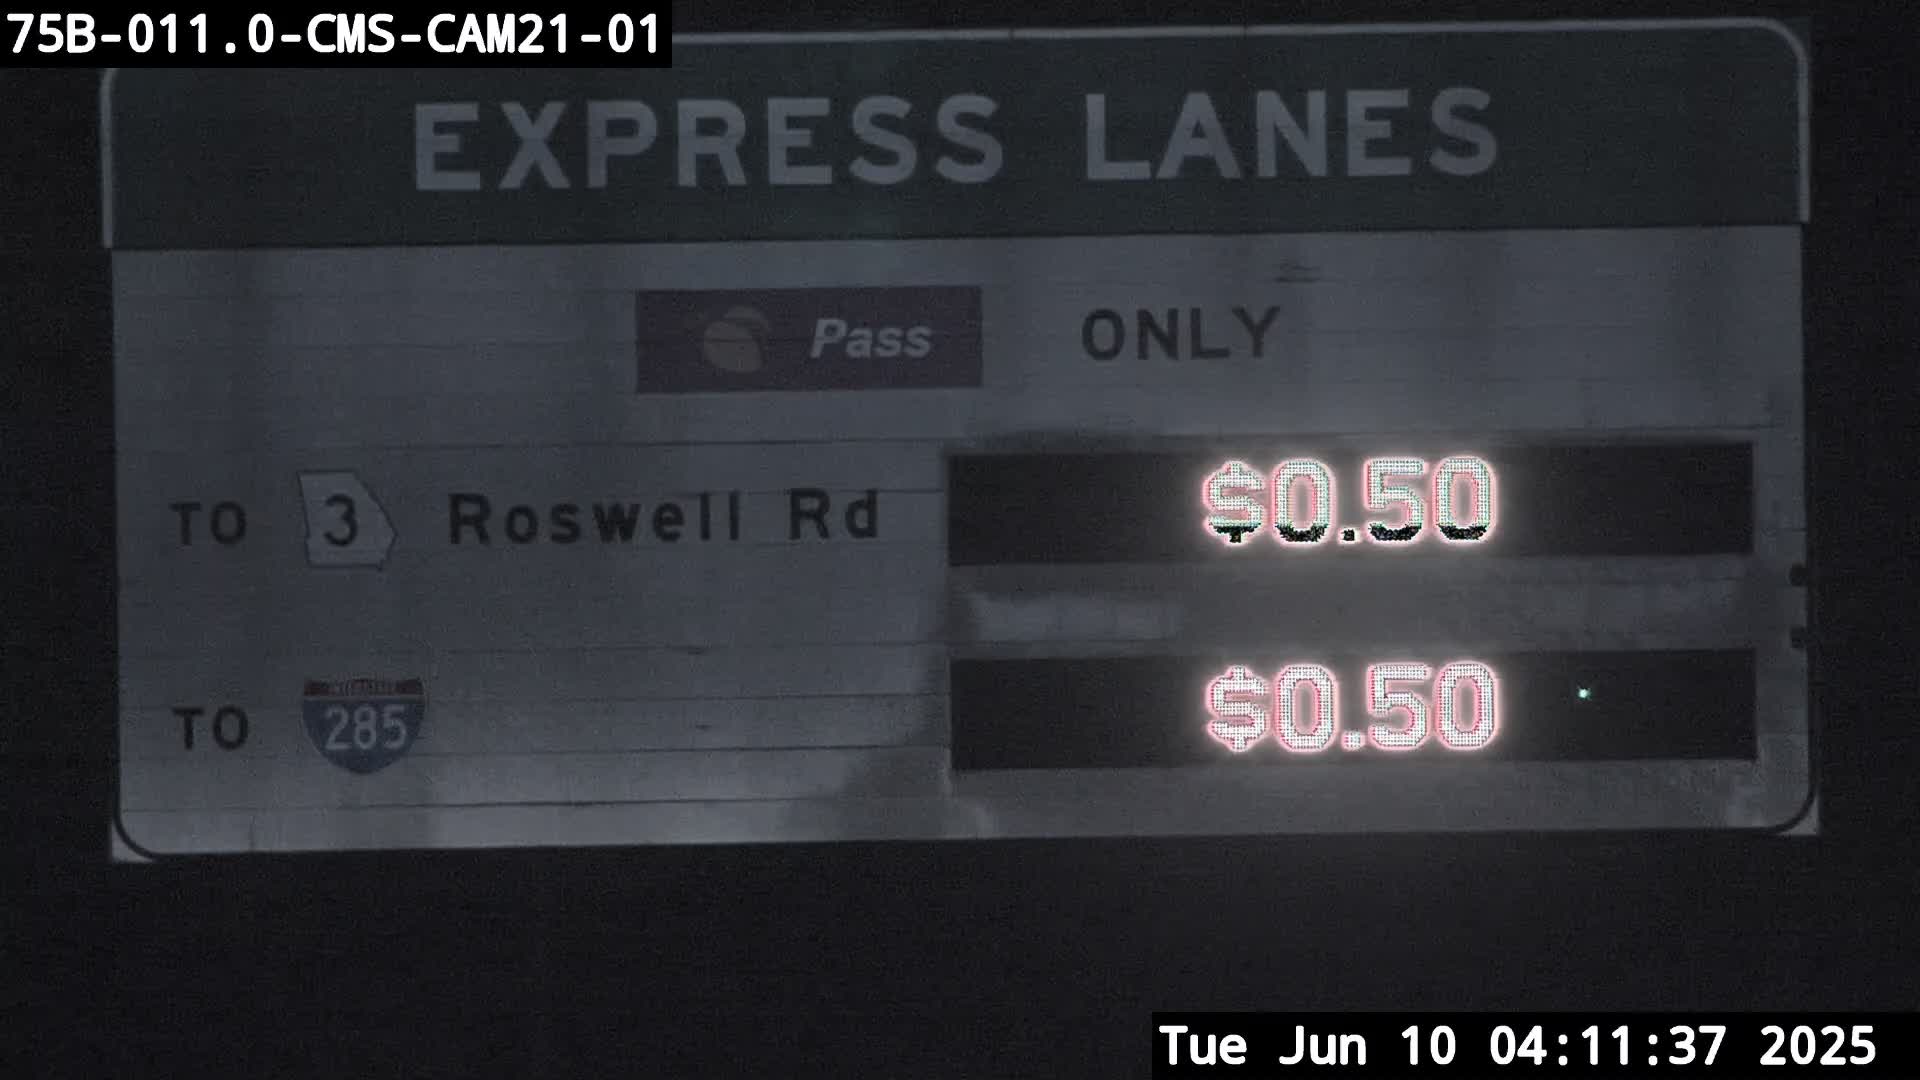 75B-011.0-CMS-CAM21-01
EXPRESS LANES
Pass ONLY
TO 3 Roswell Rd $0.50
TO 285 $0.50
Tue Jun 10 04:11:37 2025